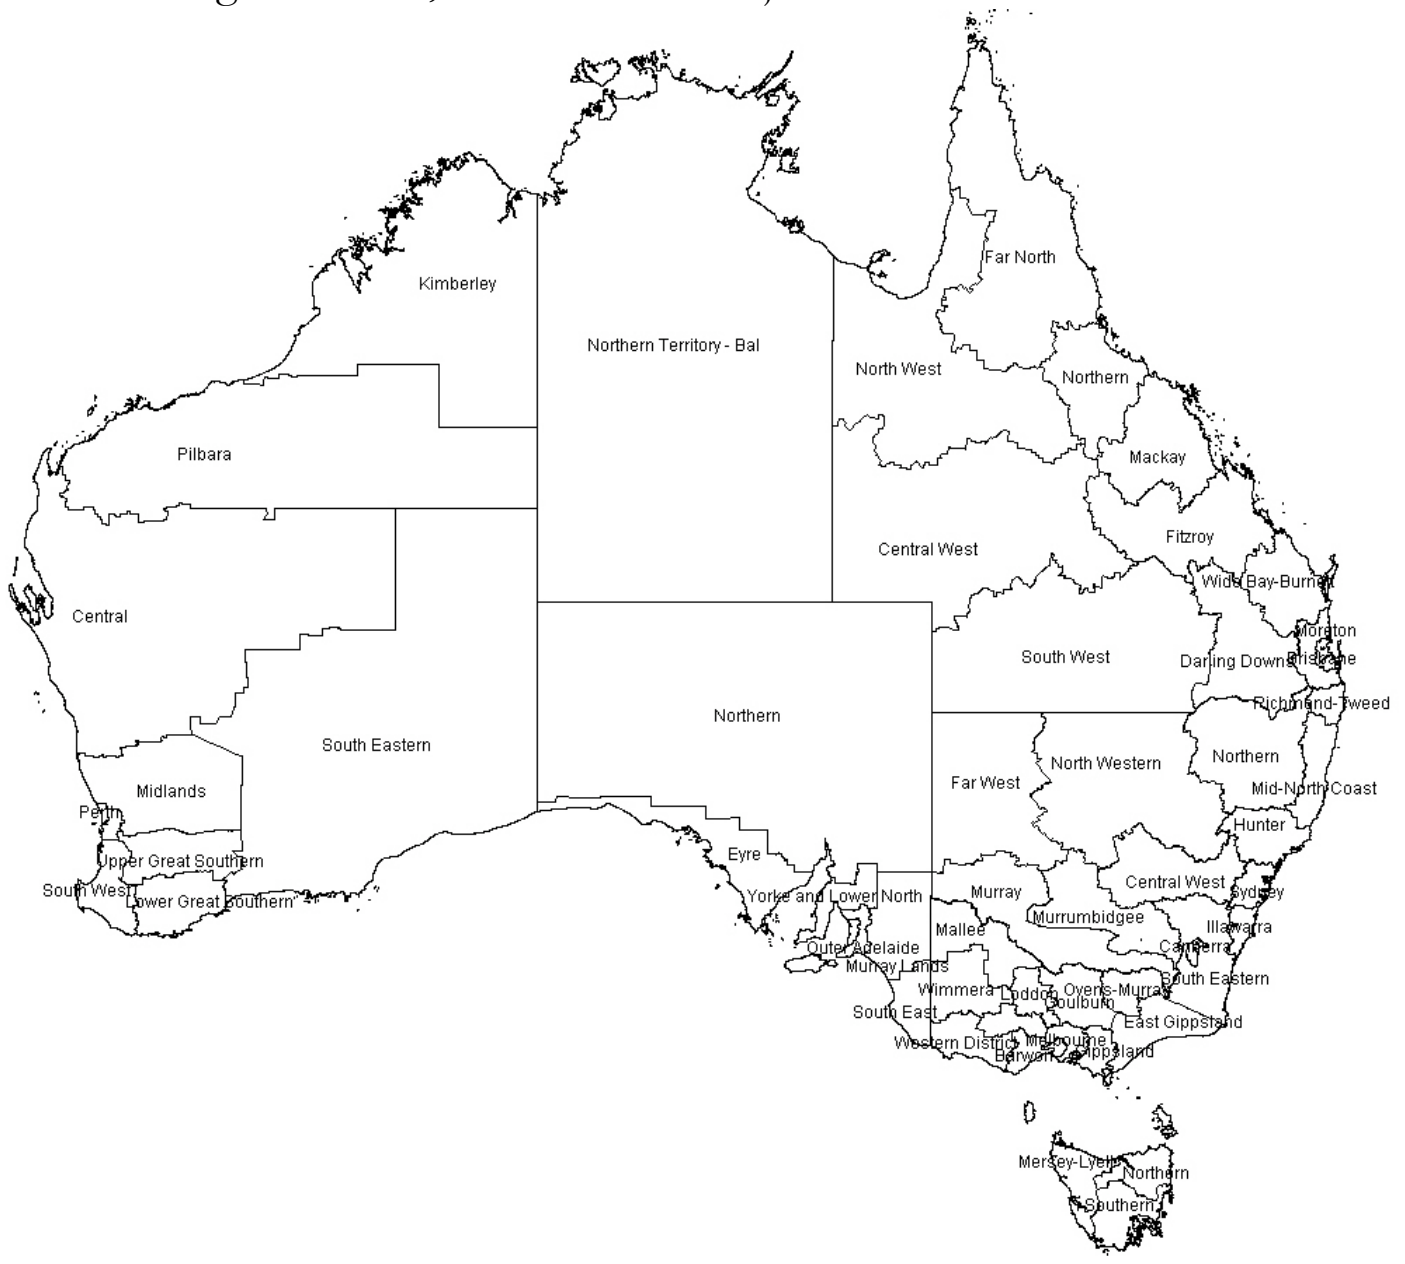 Far North
Kimberley
Northern Territory - Bal
North West
Northern
Pilbara
Mackay
Fitzroy
Central West
Wide Bay-Burnett
Central
Moreton
South West
Darling Downs
Brisbane
Richmond-Tweed
Northern
South Eastern
Northern
North Western
Far West
Midlands
Mid-North Coast
Perth
Hunter
Eyre
Upper Great Southern
Central West
South West
Murray
Sydney
Yorke and Lower North
Lower Great Southern
Murrumbidgee
Illawarra
Mallee
Outer Adelaide
Canberra
Murray Lands
South Eastern
Wimmera
Loddon
Ovens-Murray
Goulburn
South East
East Gippsland
Western District
Melbourne
Barwon
Gippsland
Mersey-Lyell
Northern
Southern